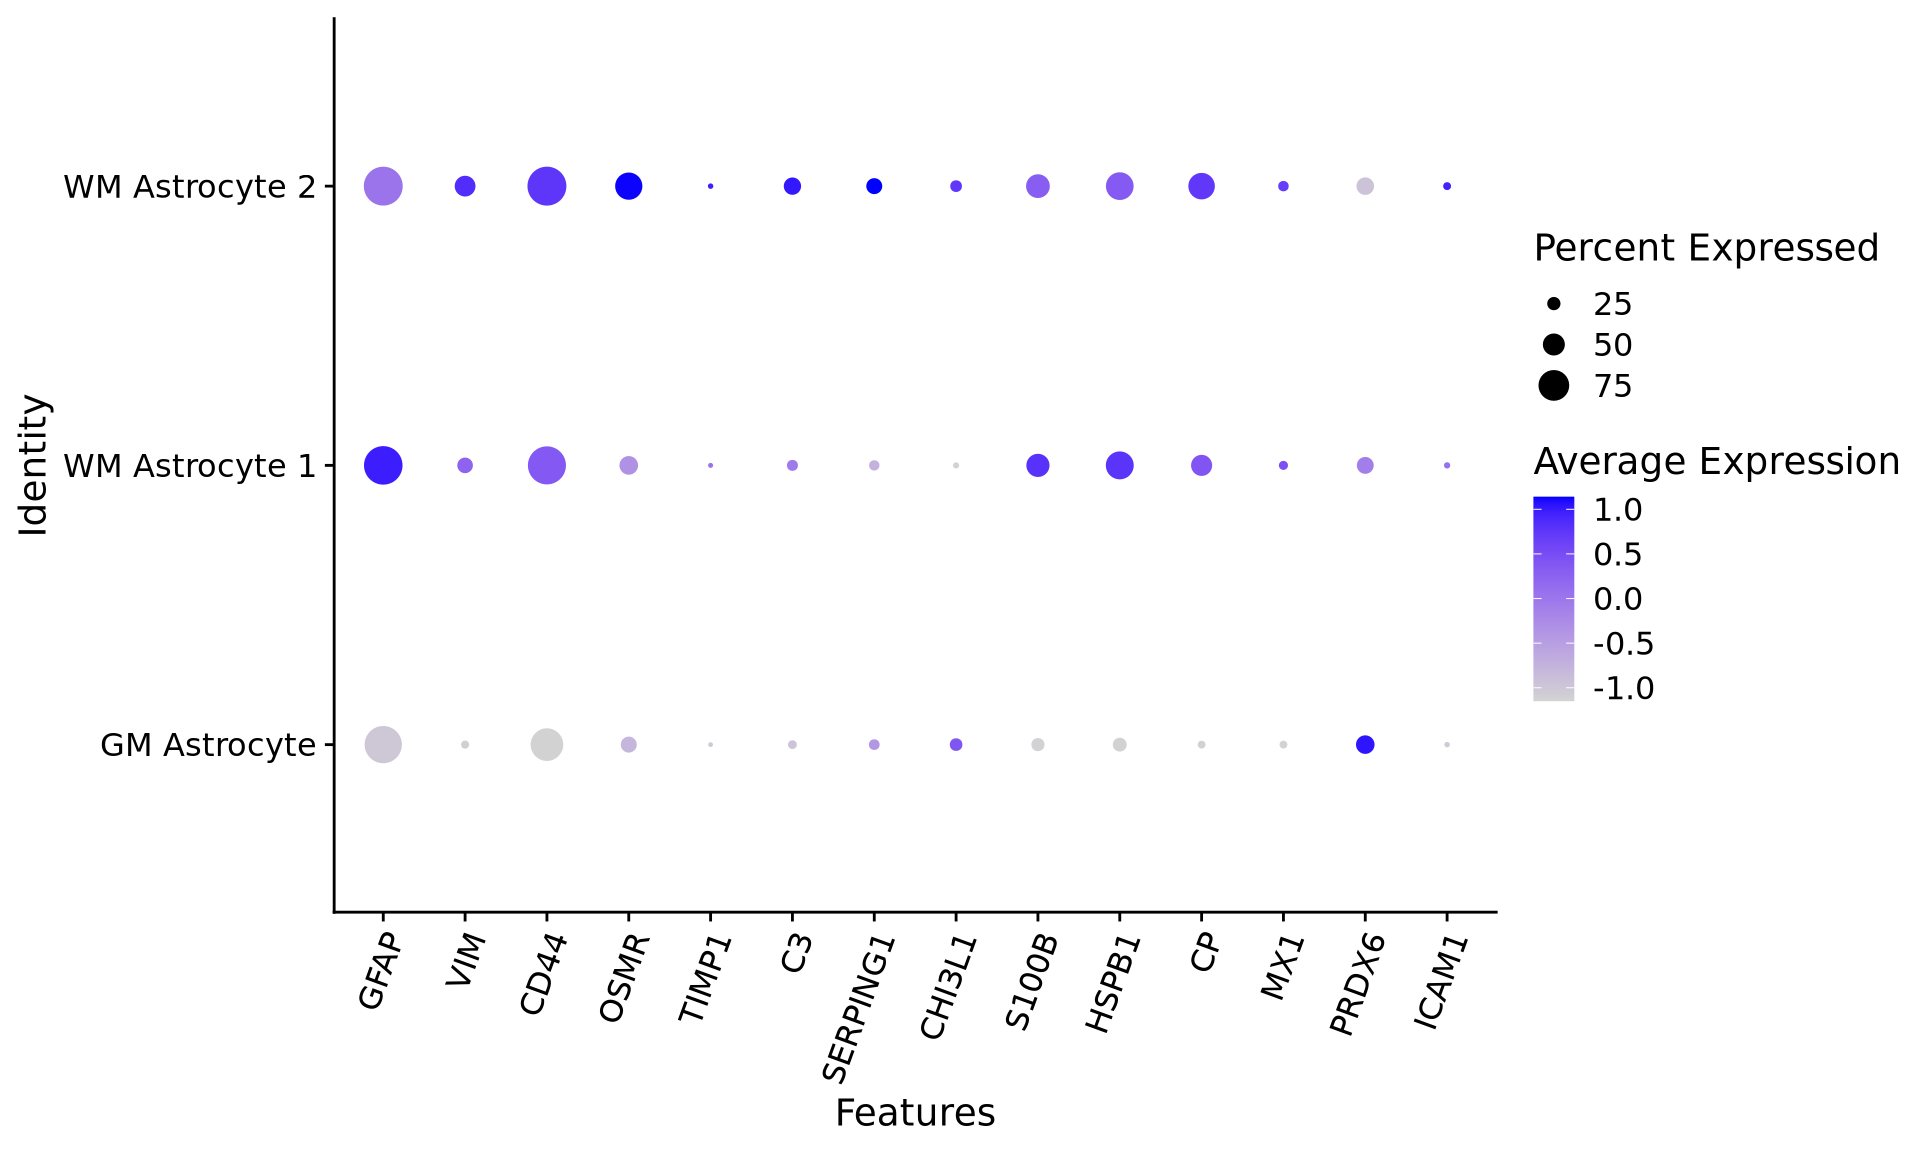 Identity
WM Astrocyte 2
WM Astrocyte 1
GM Astrocyte
GFAP
VIM
CD44
OSMR
TIMP1
C3
SERPING1
CHI3L1
S100B
HSPB1
CP
MX1
PRDX6
ICAM1
Features
Percent Expressed
25
50
75
Average Expression
1.0
0.5
0.0
-0.5
-1.0